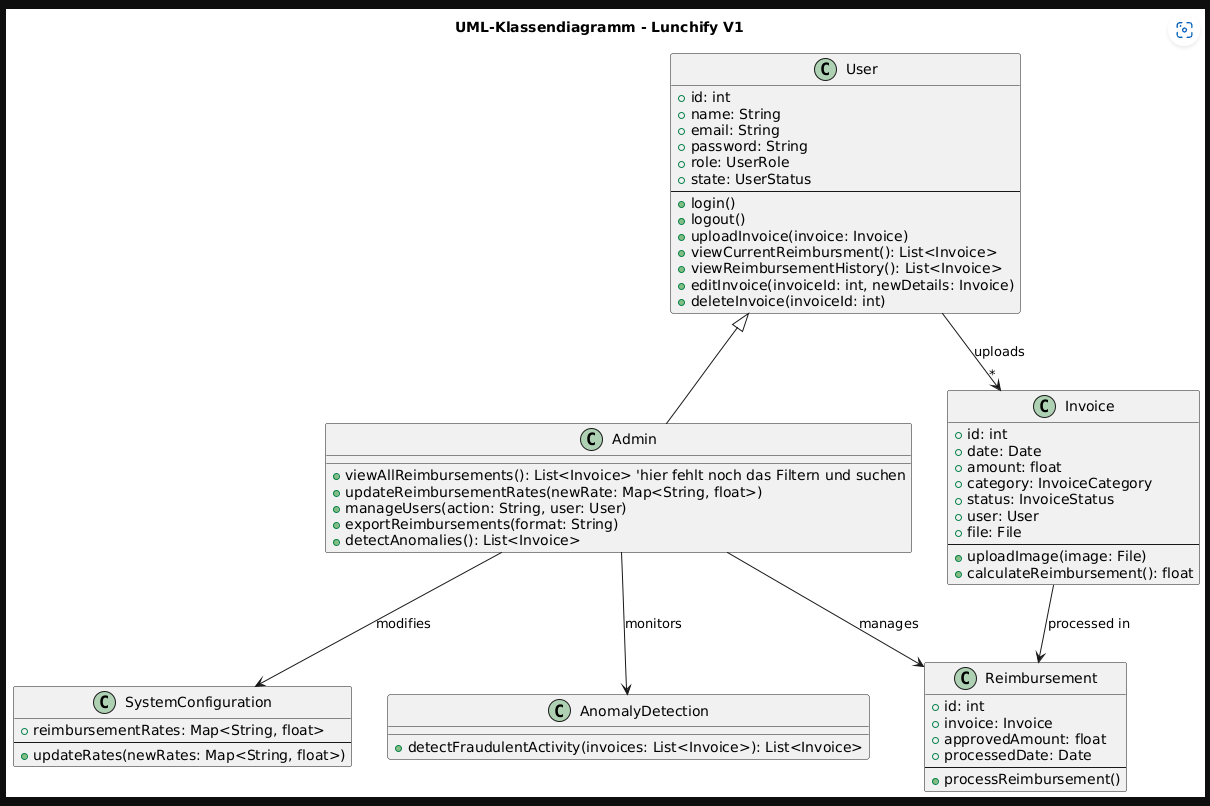 UML-Klassendiagramm - Lunchify V1
C User
id: int
name: String
email: String
password: String
role: UserRole
state: UserStatus
login()
logout()
uploadInvoice(invoice: Invoice)
viewCurrentReimbursment(): List<Invoice>
viewReimbursementHistory(): List<Invoice>
editInvoice(invoiceId: int, newDetails: Invoice)
deleteInvoice(invoiceId: int)
uploads
*
C Invoice
id: int
date: Date
amount: float
category: InvoiceCategory
status: InvoiceStatus
user: User
file: File
uploadImage(image: File)
calculateReimbursement(): float
C Admin
viewAllReimbursements(): List<Invoice> 'hier fehlt noch das Filtern und suchen
updateReimbursementRates(newRate: Map<String, float>)
manageUsers(action: String, user: User)
exportReimbursements(format: String)
detectAnomalies(): List<Invoice>
modifies
monitors
manages
processed in
C SystemConfiguration
reimbursementRates: Map<String, float>
updateRates(newRates: Map<String, float>)
C AnomalyDetection
detectFraudulentActivity(invoices: List<Invoice>): List<Invoice>
C Reimbursement
id: int
invoice: Invoice
approvedAmount: float
processedDate: Date
processReimbursement()